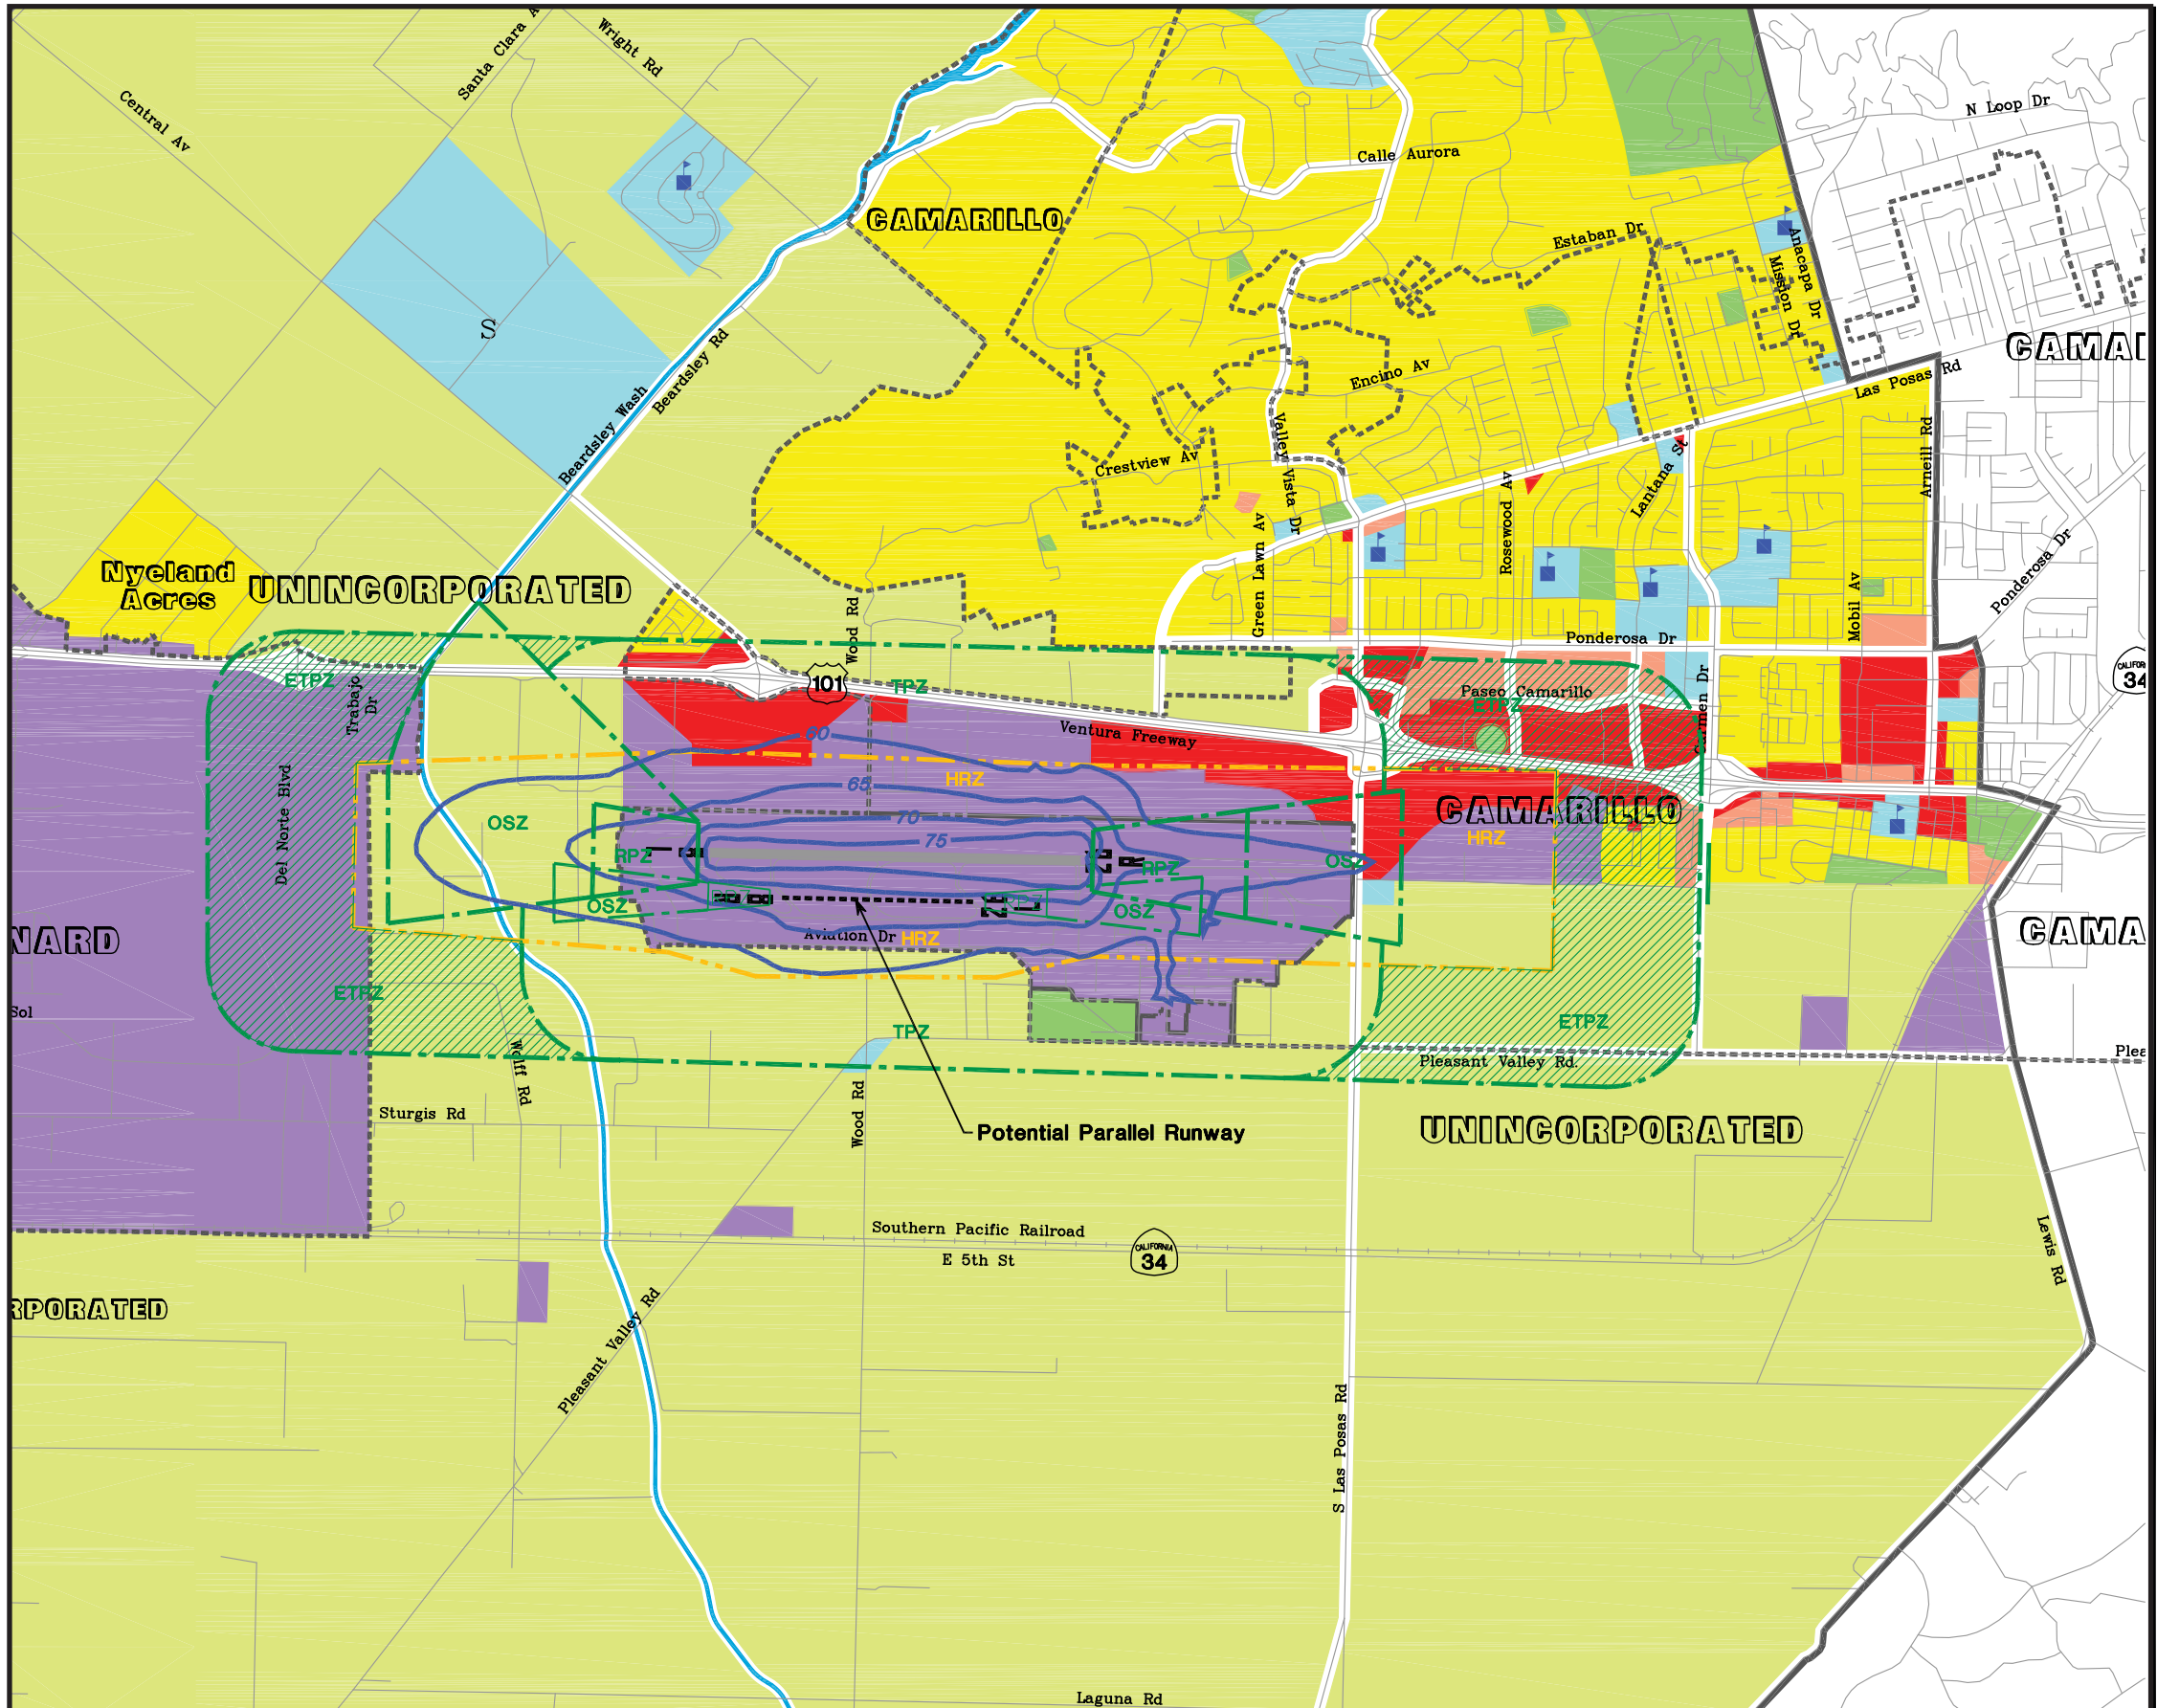 Santa Clara A
Wright Rd
Central Av
N Loop Dr
Calle Aurora
CAMARILLO
Estaban Dr
Anacapa Dr
Mission Dr
S
CAMAI
Beardsley Wash
Beardsley Rd
Encino Av
Las Posas Rd
Crestview Av
Valley Vista Dr
Lantana St
Arneill Rd
Rosewood Av
Green Lawn Av
Ponderosa Dr
Nyeland
Acres
UNINCORPORATED
Wood Rd
Mobil Av
Ponderosa Dr
CALIFOR
34
ETPZ
Trabajo
Dr
101
TPZ
Paseo Camarillo
ETPZ
Carmen Dr
Ventura Freeway
60
HRZ
65
Del Norte Blvd
OSZ
70
75
CAMARILLO
HRZ
RPZ
RPZ
OSZ
RPZ
OSZ
RPZ
OSZ
Aviation Dr
HRZ
NARD
CAMA
ETPZ
Sol
TPZ
ETPZ
Wolff Rd
Pleasant Valley Rd.
Plea
Sturgis Rd
Wood Rd
Potential Parallel Runway
UNINCORPORATED
Southern Pacific Railroad
E 5th St
CALIFORNIA
34
Lewis Rd
RPORATED
Pleasant Valley Rd
S Las Posas Rd
Laguna Rd